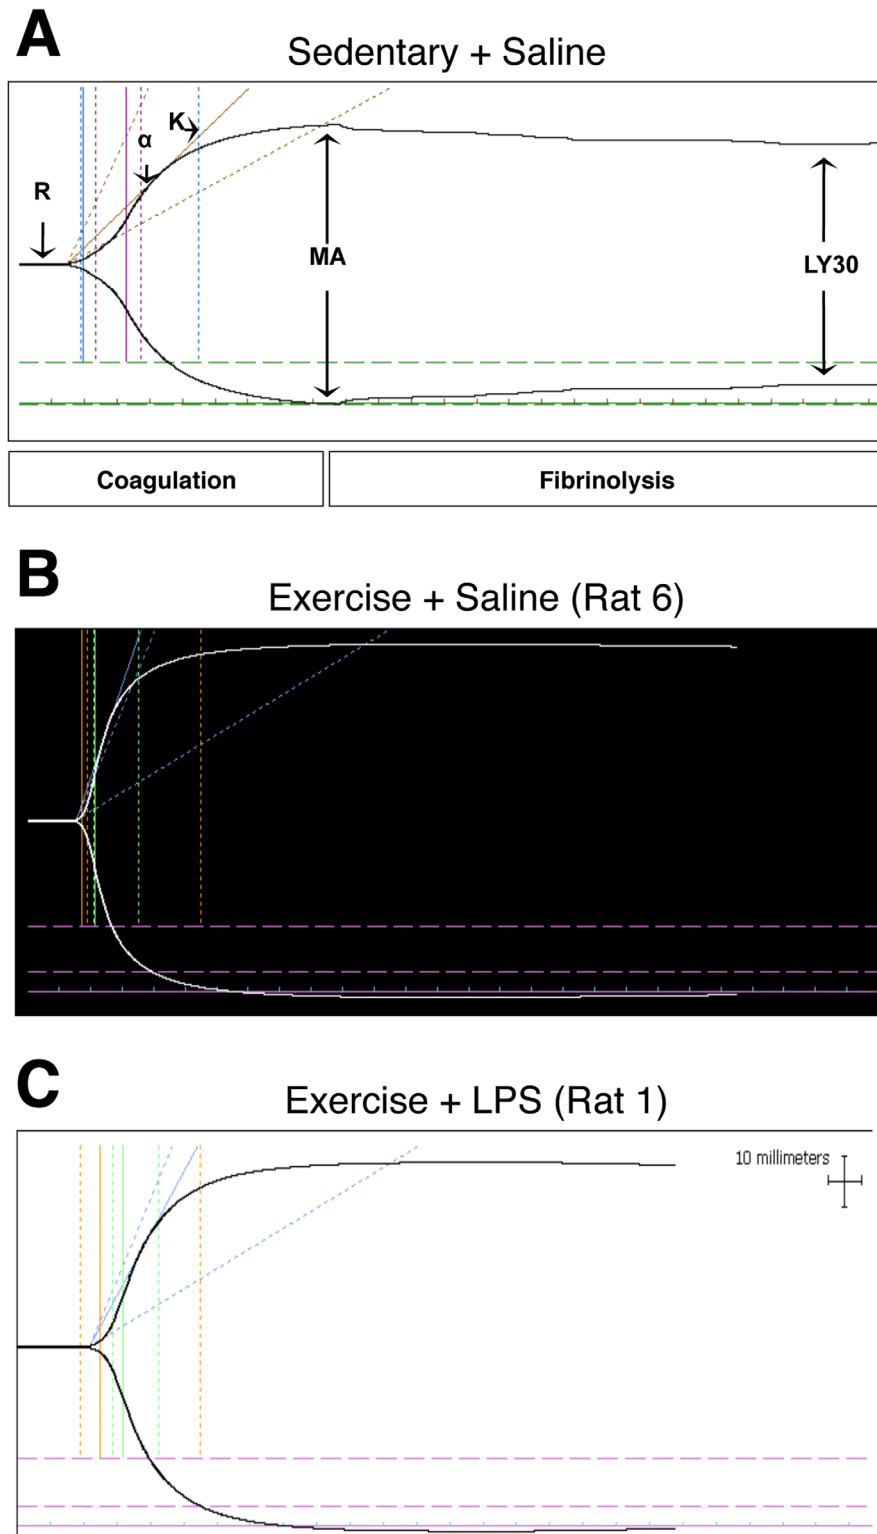 A
Sedentary + Saline
K
α
R
MA
LY30
Coagulation
Fibrinolysis
B
Exercise + Saline (Rat 6)
C
Exercise + LPS (Rat 1)
10 millimeters